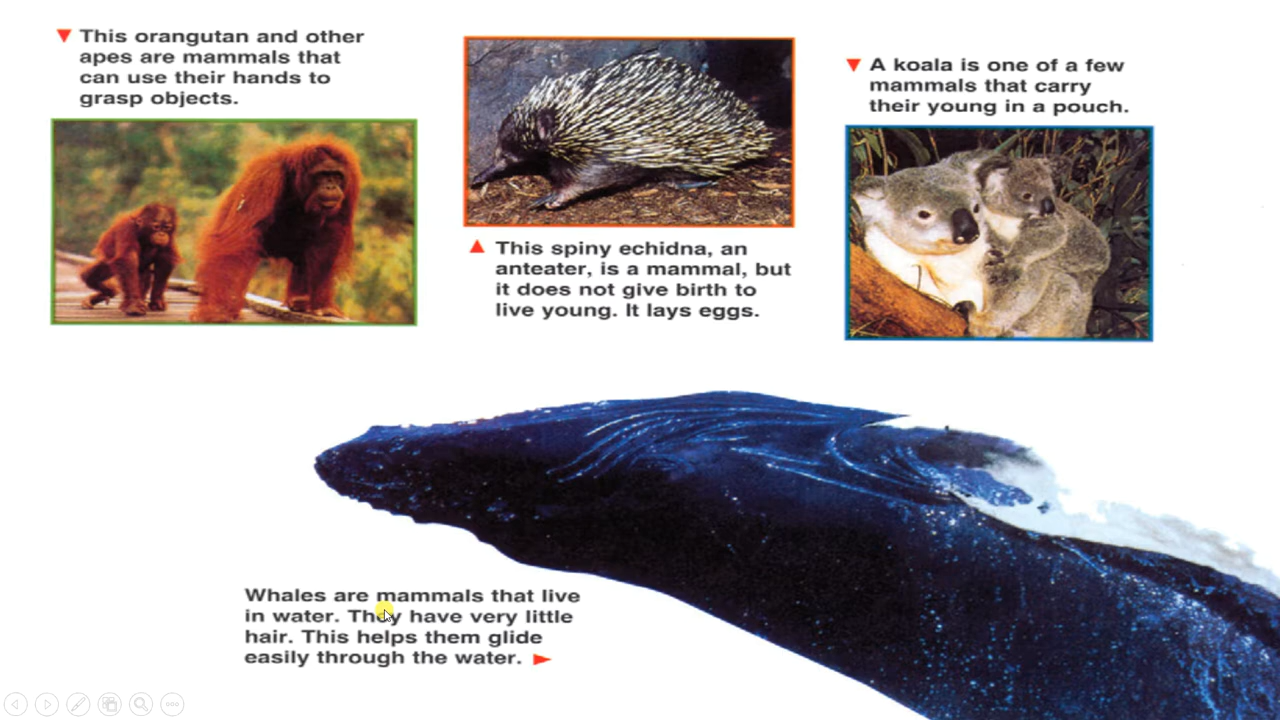 This orangutan and other
apes are mammals that
can use their hands to
grasp objects.
This spiny echidna, an
anteater, is a mammal, but
it does not give birth to
live young. It lays eggs.
A koala is one of a few
mammals that carry
their young in a pouch.
Whales are mammals that live
in water. They have very little
hair. This helps them glide
easily through the water.